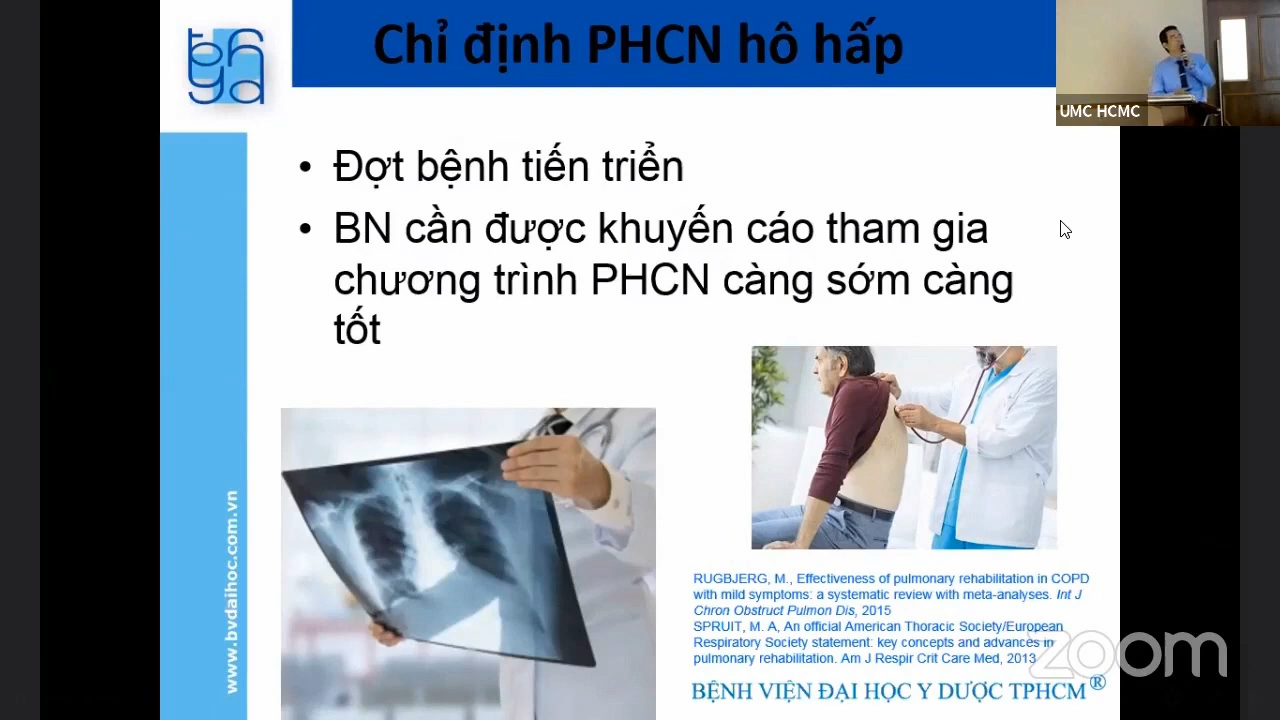 Chỉ định PHCN hô hấp
UMC HCMC
• Đợt bệnh tiến triển
• BN cần được khuyến cáo tham gia
chương trình PHCN càng sớm càng
tốt
www.bvdaihoc.com.vn
RUGBJERG, M., Effectiveness of pulmonary rehabilitation in COPD
with mild symptoms: a systematic review with meta-analyses. Int J
Chron Obstruct Pulmon Dis, 2015
SPRUIT, M. A, An official American Thoracic Society/European
Respiratory Society statement: key concepts and advances in
pulmonary rehabilitation. Am J Respir Crit Care Med, 2013
zoom
BỆNH VIỆN ĐẠI HỌC Y DƯỢC TPHCM®